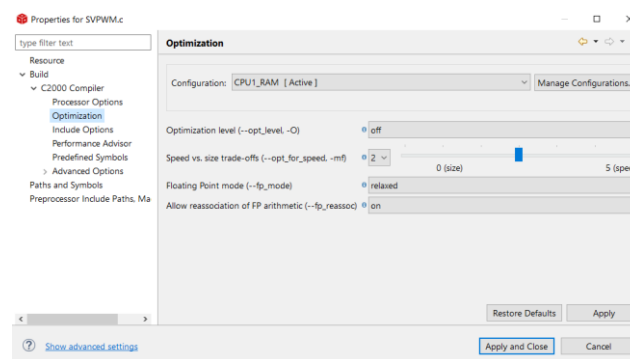 Properties for SVPWM.c
type filter text
Resource
Build
C2000 Compiler
Processor Options
Optimization
Include Options
Performance Advisor
Predefined Symbols
Advanced Options
Paths and Symbols
Preprocessor Include Paths, Ma
Optimization
Configuration: CPU1_RAM [ Active ]
Manage Configurations.
Optimization level (--opt_level, -O) off
Speed vs. size trade-offs (--opt_for_speed, -mf) 2
0 (size) 5 (spee
Floating Point mode (--fp_mode) relaxed
Allow reassociation of FP arithmetic (--fp_reassoc) on
Restore Defaults Apply
Show advanced settings
Apply and Close Cancel